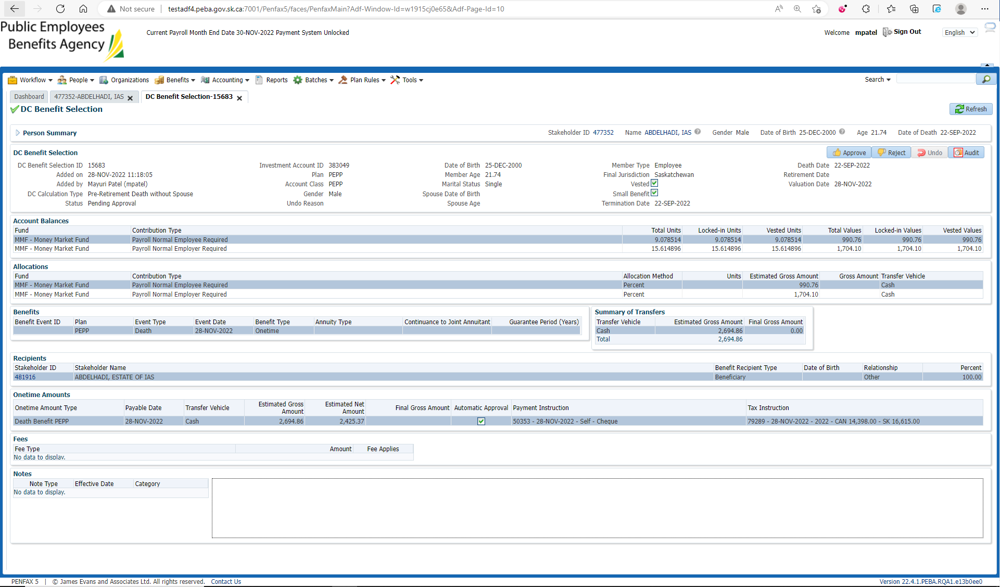 Not secure | testadf4.peba.gov.sk.ca:7001/Penfax5/faces/PenfaxMain?Adf-Window-Id=w1915cj0e65&Adf-Page-Id=10
Public Employees
Benefits Agency
Current Payroll Month End Date 30-NOV-2022 Payment System Unlocked
Welcome mpatel Sign Out English
Workflow People Organizations Benefits Accounting Reports Batches Plan Rules Tools Search
Dashboard 477352-ABDELHADI, IAS DC Benefit Selection-15683
DC Benefit Selection Refresh
Person Summary Stakeholder ID 477352 Name ABDELHADI, IAS Gender Male Date of Birth 25-DEC-2000 Age 21.74 Date of Death 22-SEP-2022
DC Benefit Selection Approve Reject Undo Audit
DC Benefit Selection ID 15683 Investment Account ID 383049 Date of Birth 25-DEC-2000 Member Type Employee Death Date 22-SEP-2022
Added on 28-NOV-2022 11:18:05 Plan PEPP Member Age 21.74 Final Jurisdiction Saskatchewan Retirement Date
Added by Mayuri Patel (mpatel) Account Class PEPP Marital Status Single Vested Valuation Date 28-NOV-2022
DC Calculation Type Pre-Retirement Death without Spouse Gender Male Spouse Date of Birth Small Benefit
Status Pending Approval Undo Reason Spouse Age Termination Date 22-SEP-2022
Account Balances
Fund Contribution Type Total Units Locked-in Units Vested Units Total Values Locked-in Values Vested Values
MMF - Money Market Fund Payroll Normal Employee Required 9.078514 9.078514 9.078514 990.76 990.76 990.76
MMF - Money Market Fund Payroll Normal Employer Required 15.614896 15.614896 15.614896 1,704.10 1,704.10 1,704.10
Allocations
Fund Contribution Type Allocation Method Units Estimated Gross Amount Gross Amount Transfer Vehicle
MMF - Money Market Fund Payroll Normal Employee Required Percent 990.76 Cash
MMF - Money Market Fund Payroll Normal Employer Required Percent 1,704.10 Cash
Benefits
Benefit Event ID Plan Event Type Event Date Benefit Type Annuity Type Continuance to Joint Annuitant Guarantee Period (Years)
PEPP Death 28-NOV-2022 Onetime
Summary of Transfers
Transfer Vehicle Estimated Gross Amount Final Gross Amount
Cash 2,694.86 0.00
Total 2,694.86
Recipients
Stakeholder ID Stakeholder Name Benefit Recipient Type Date of Birth Relationship Percent
481916 ABDELHADI, ESTATE OF IAS Beneficiary Other 100.00
Onetime Amounts
Onetime Amount Type Payable Date Transfer Vehicle Estimated Gross Amount Estimated Net Amount Final Gross Amount Automatic Approval Payment Instruction Tax Instruction
Death Benefit PEPP 28-NOV-2022 Cash 2,694.86 2,425.37 50353 - 28-NOV-2022 - Self - Cheque 79289 - 28-NOV-2022 - 2022 - CAN 14,398.00 - SK 16,615.00
Fees
Fee Type Amount Fee Applies
No data to display.
Notes
Note Type Effective Date Category
No data to display.
PENFAX 5 | © James Evans and Associates Ltd. All rights reserved. Contact Us Version 22.4.1.PEBA.RQA1.e13b0ee0